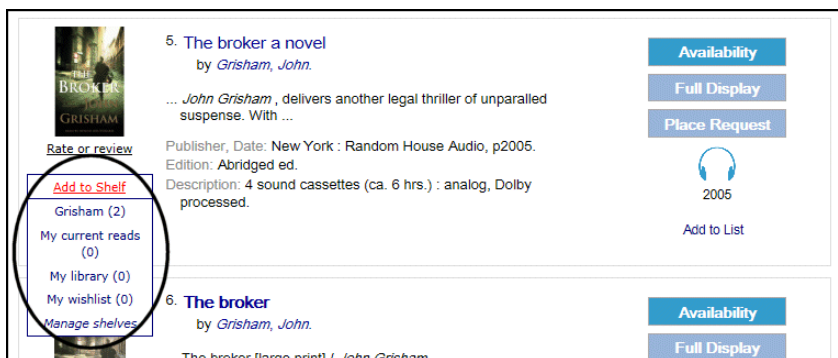 THE
BROKER
GRISHAM
Rate or review
Add to Shelf
Grisham (2)
My current reads
(0)
My library (0)
My wishlist (0)
Manage shelves
5. The broker a novel
by Grisham, John.
... John Grisham , delivers another legal thriller of unparalled
suspense. With ...
Publisher, Date: New York : Random House Audio, p2005.
Edition: Abridged ed.
Description: 4 sound cassettes (ca. 6 hrs.) : analog, Dolby
processed.
Availability
Full Display
Place Request
2005
Add to List
6. The broker
by Grisham, John.
The broker [large print] / John Grisham
Availability
Full Display